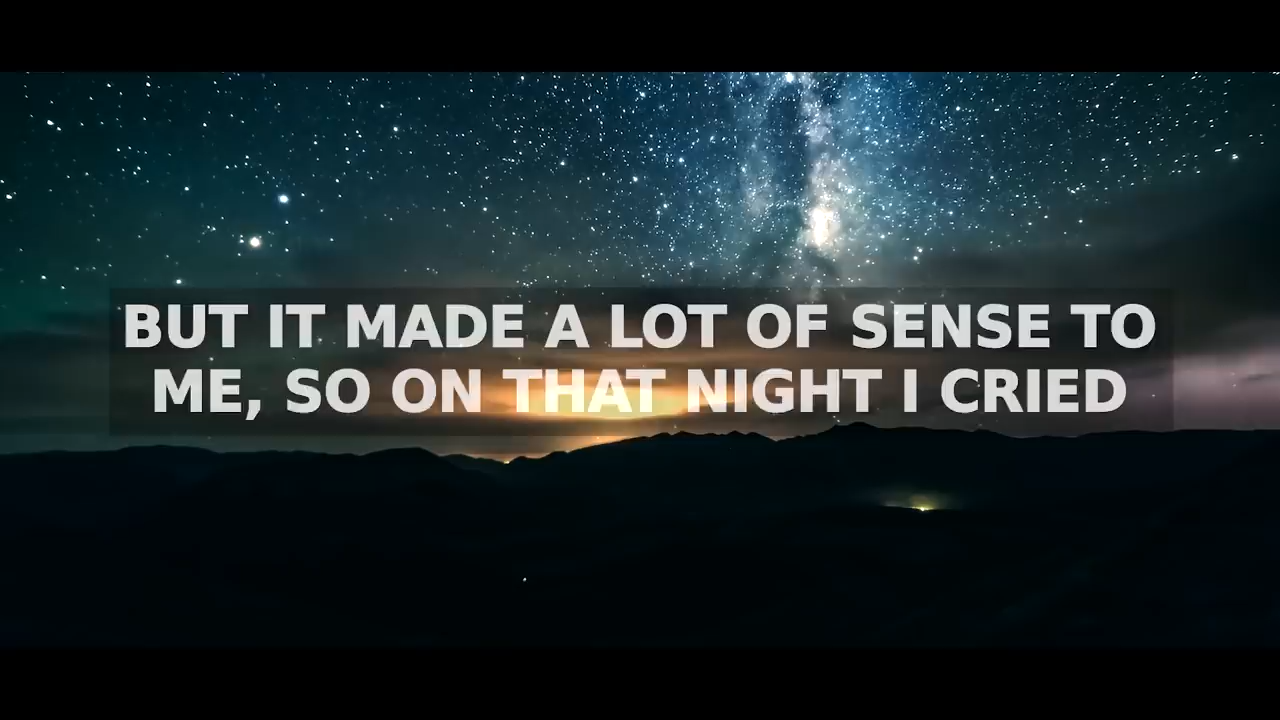 BUT IT MADE A LOT OF SENSE TO
ME, SO ON THAT NIGHT I CRIED